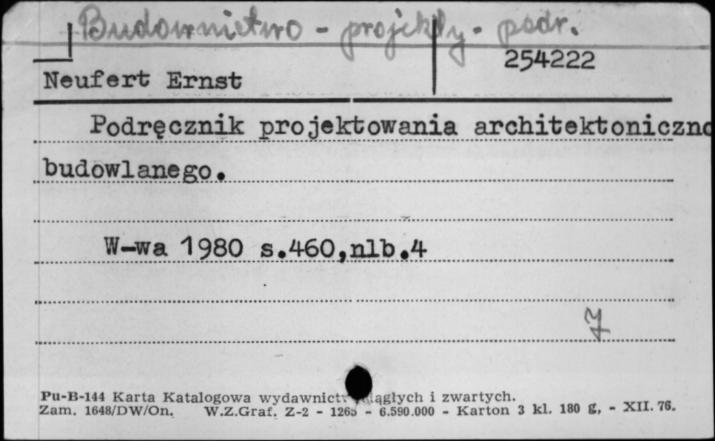 Budownictwo - projekty - podr.
254222
Neufert Ernst
Podręcznik projektowania architektoniczno
budowlanego.
W-wa 1980 s.460,nlb.4
Pu-B-144 Karta Katalogowa wydawnictw ciągłych i zwartych.
Zam. 1648/DW/On. W.Z.Graf. Z-2 - 1265 - 6.590.000 - Karton 3 kl. 180 g, - XII. 76.